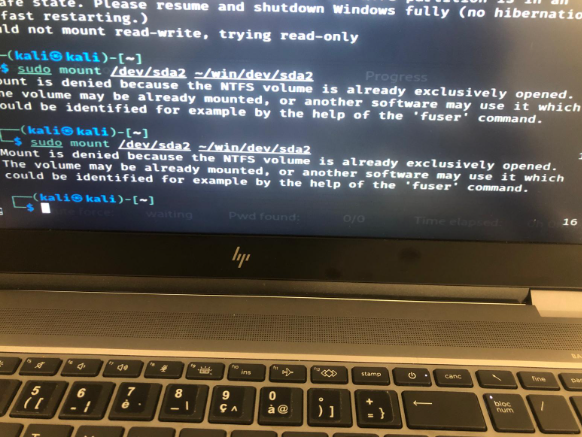 afe state. Please resume and shutdown Windows fully (no hibernatio
fast restarting.)
uld not mount read-write, trying read-only
(kali㉿kali)-[~]
$ sudo mount /dev/sda2 ~/win/dev/sda2
Progress
ount is denied because the NTFS volume is already exclusively opened.
he volume may be already mounted, or another software may use it which
ould be identified for example by the help of the 'fuser' command.
(kali㉿kali)-[~]
$ sudo mount /dev/sda2 ~/win/dev/sda2
Mount is denied because the NTFS volume is already exclusively opened.
The volume may be already mounted, or another software may use it which
could be identified for example by the help of the 'fuser' command.
(kali㉿kali)-[~]
$
waiting Pwd found: 0/0 Time elapsed
16
hp
ins stamp canc fine
5 ( [ 6 - 7 è 8 _ \ 9 ç ^ 0 à @ ° ) ] + = } ← bloc num /